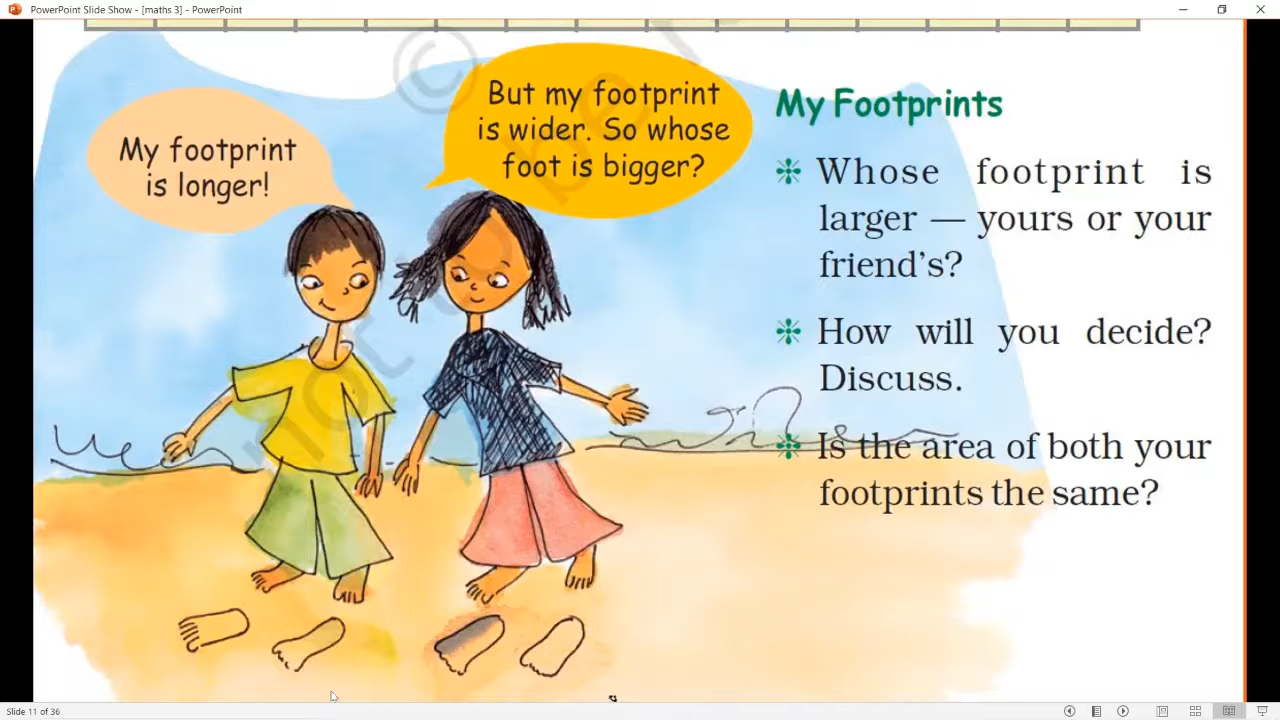 PowerPoint Slide Show - [maths 3] - PowerPoint
My footprint
is longer!
But my footprint
is wider. So whose
foot is bigger?
My Footprints
Whose footprint is
larger — yours or your
friend's?
How will you decide?
Discuss.
Is the area of both your
footprints the same?
not
be
Slide 11 of 36